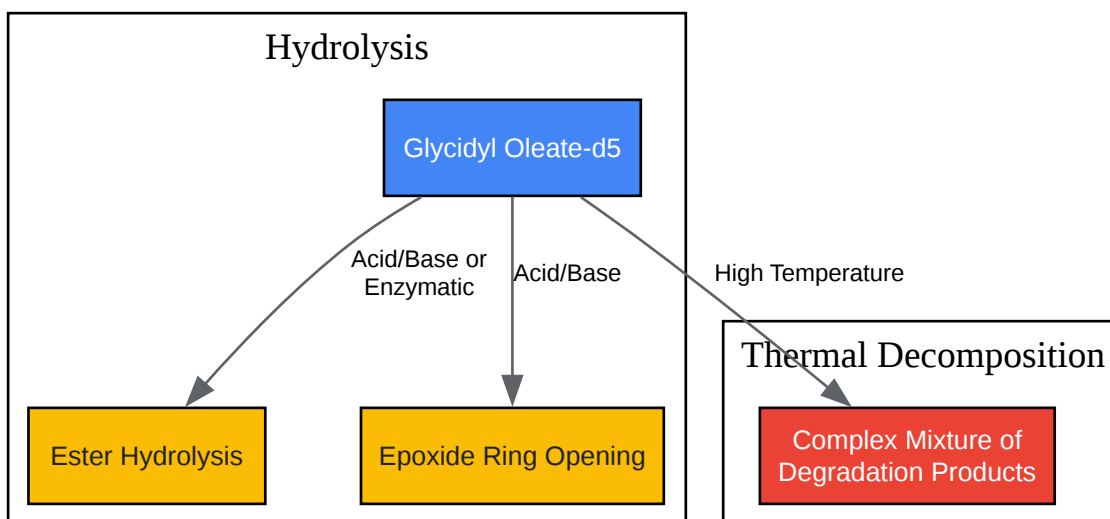 Hydrolysis
Glycidyl Oleate-d5
Acid/Base or
Enzymatic
Acid/Base
High Temperature
Thermal Decomposition
Ester Hydrolysis
Epoxide Ring Opening
Complex Mixture of
Degradation Products